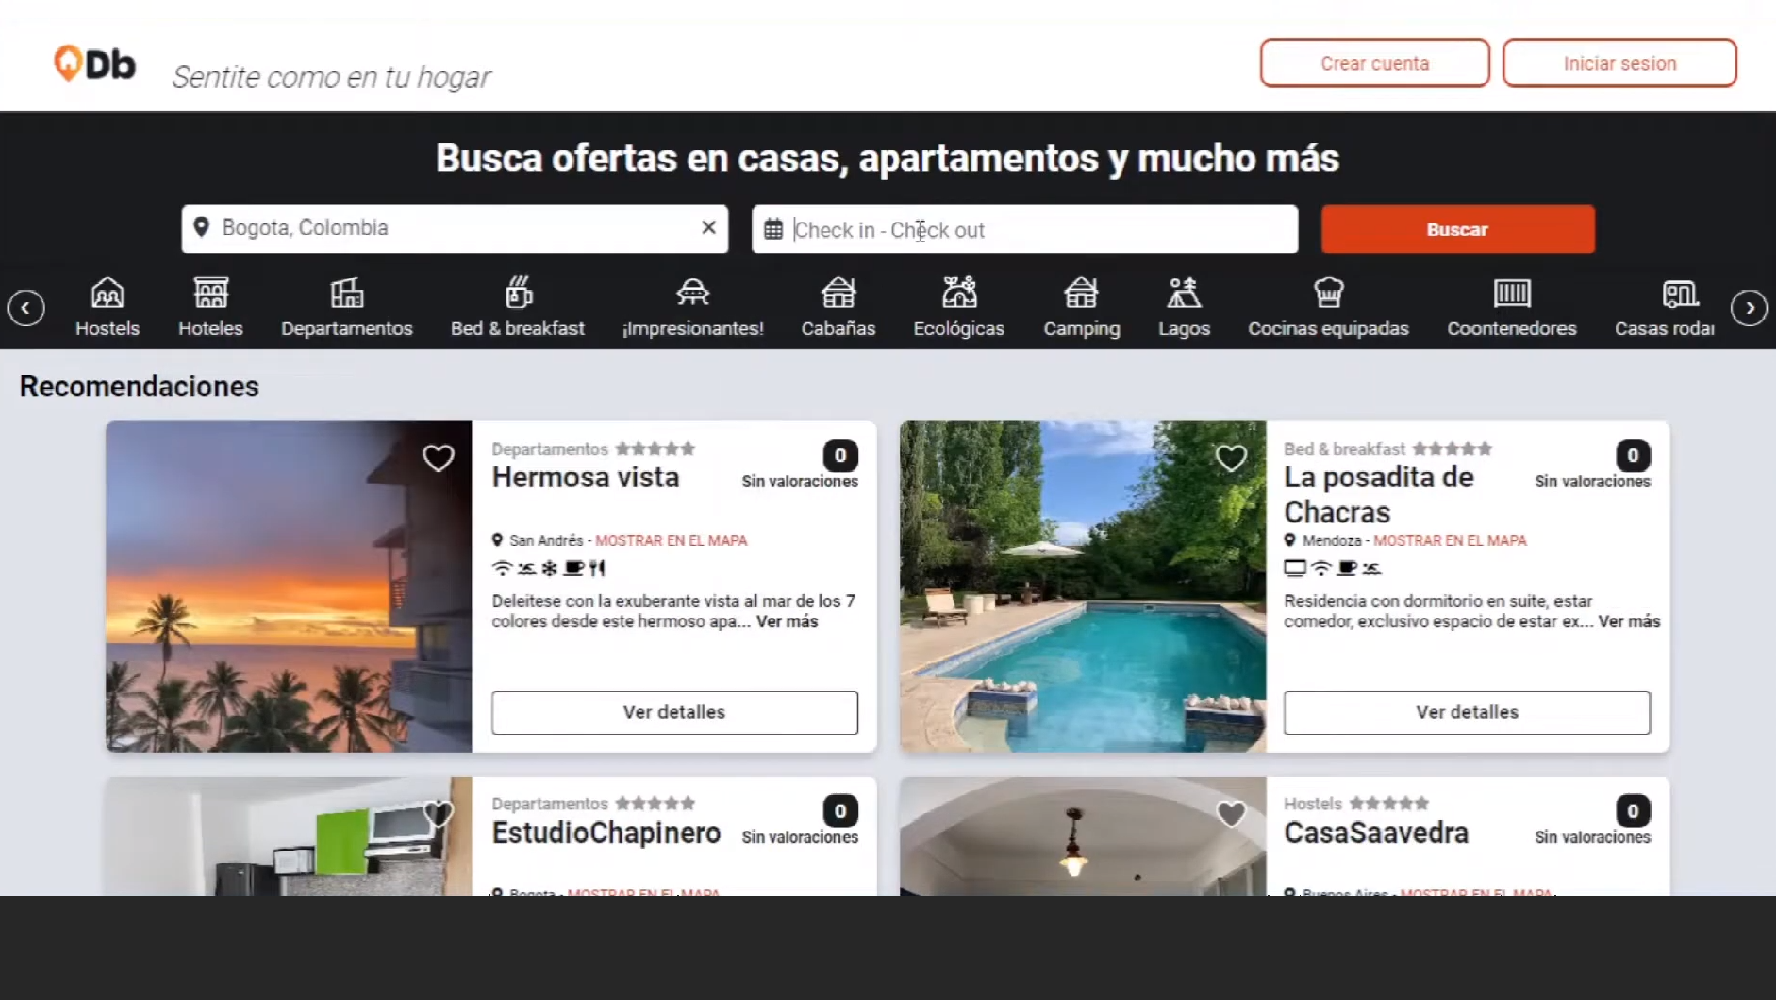 Db
Sentite como en tu hogar
Crear cuenta
Iniciar sesion
Busca ofertas en casas, apartamentos y mucho más
Bogota, Colombia
Check in - Check out
Buscar
Hostels
Hoteles
Departamentos
Bed & breakfast
¡Impresionantes!
Cabañas
Ecológicas
Camping
Lagos
Cocinas equipadas
Coontenedores
Casas rodar
Recomendaciones
Departamentos
0
Hermosa vista
Sin valoraciones
San Andrés - MOSTRAR EN EL MAPA
Deleitese con la exuberante vista al mar de los 7
colores desde este hermoso apa... Ver más
Ver detalles
Bed & breakfast
0
La posadita de
Chacras
Sin valoraciones
Mendoza - MOSTRAR EN EL MAPA
Residencia con dormitorio en suite, estar
comedor, exclusivo espacio de estar ex... Ver más
Ver detalles
Departamentos
0
EstudioChapinero
Sin valoraciones
Bogota - MOSTRAR EN EL MAPA
Hostels
0
CasaSaavedra
Sin valoraciones
Buenos Aires - MOSTRAR EN EL MAPA